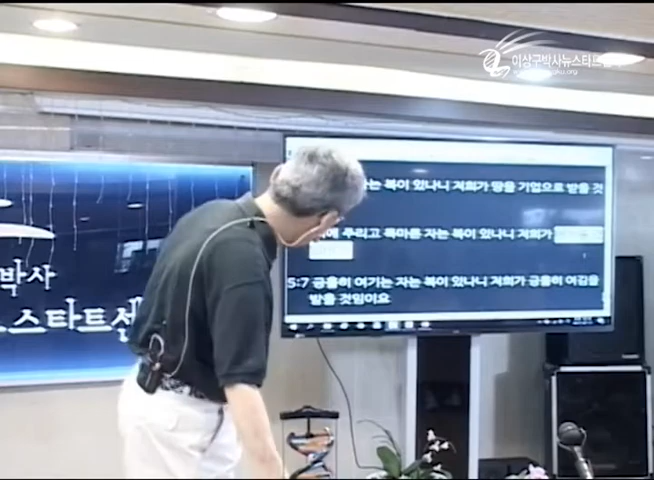 이상구박사뉴스타트센터
자는 복이 있나니 저희가 땅을 기업으로 받을 것
에 주리고 목마른 자는 복이 있나니 저희가
5:7 긍휼히 여기는 자는 복이 있나니 저희가 긍휼히 여김을
받을 것임이요
박사
스타트센